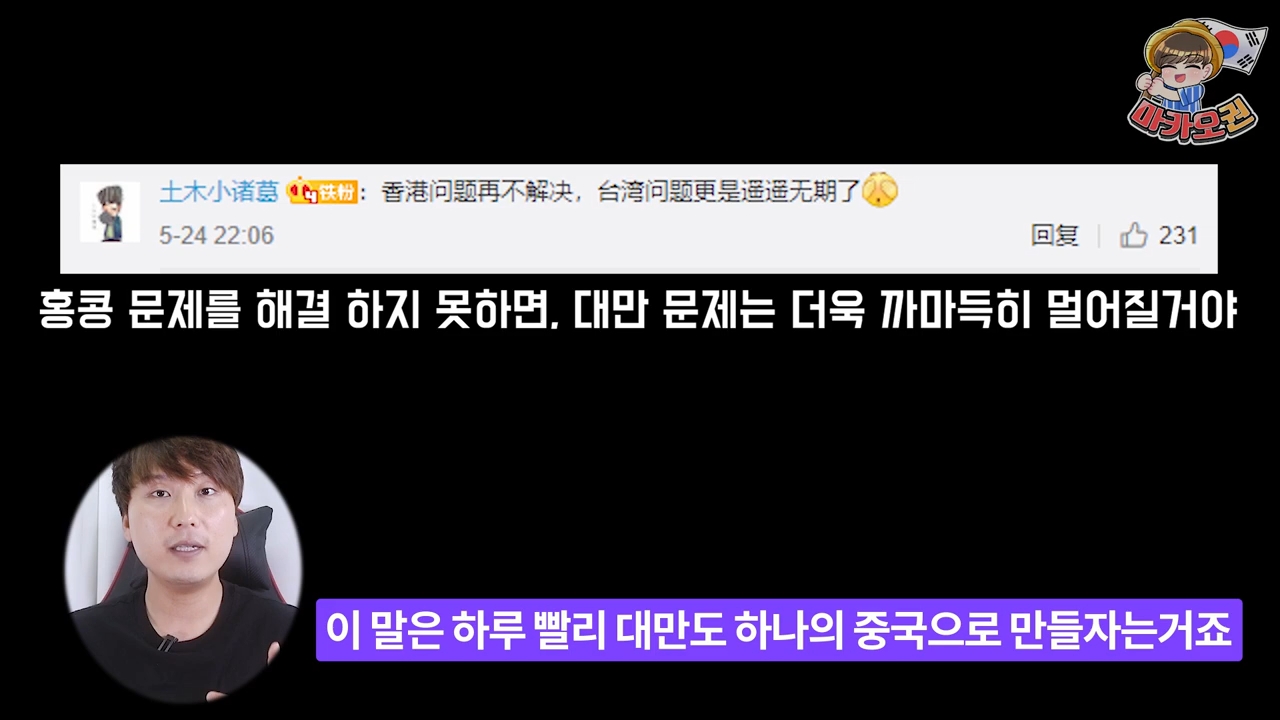 마카오권
土木小诸葛 铁粉：香港问题再不解决，台湾问题更是遥遥无期了
5-24 22:06
回复 231
홍콩 문제를 해결 하지 못하면, 대만 문제는 더욱 까마득히 멀어질거야
이 말은 하루 빨리 대만도 하나의 중국으로 만들자는거죠